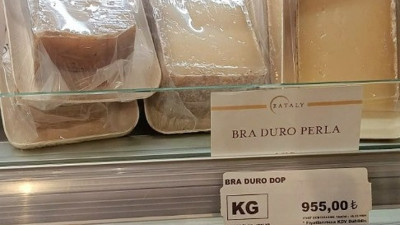 EATALY
BRA DURO PERLA
BRA DURO DOP
KG
955,00 ₺